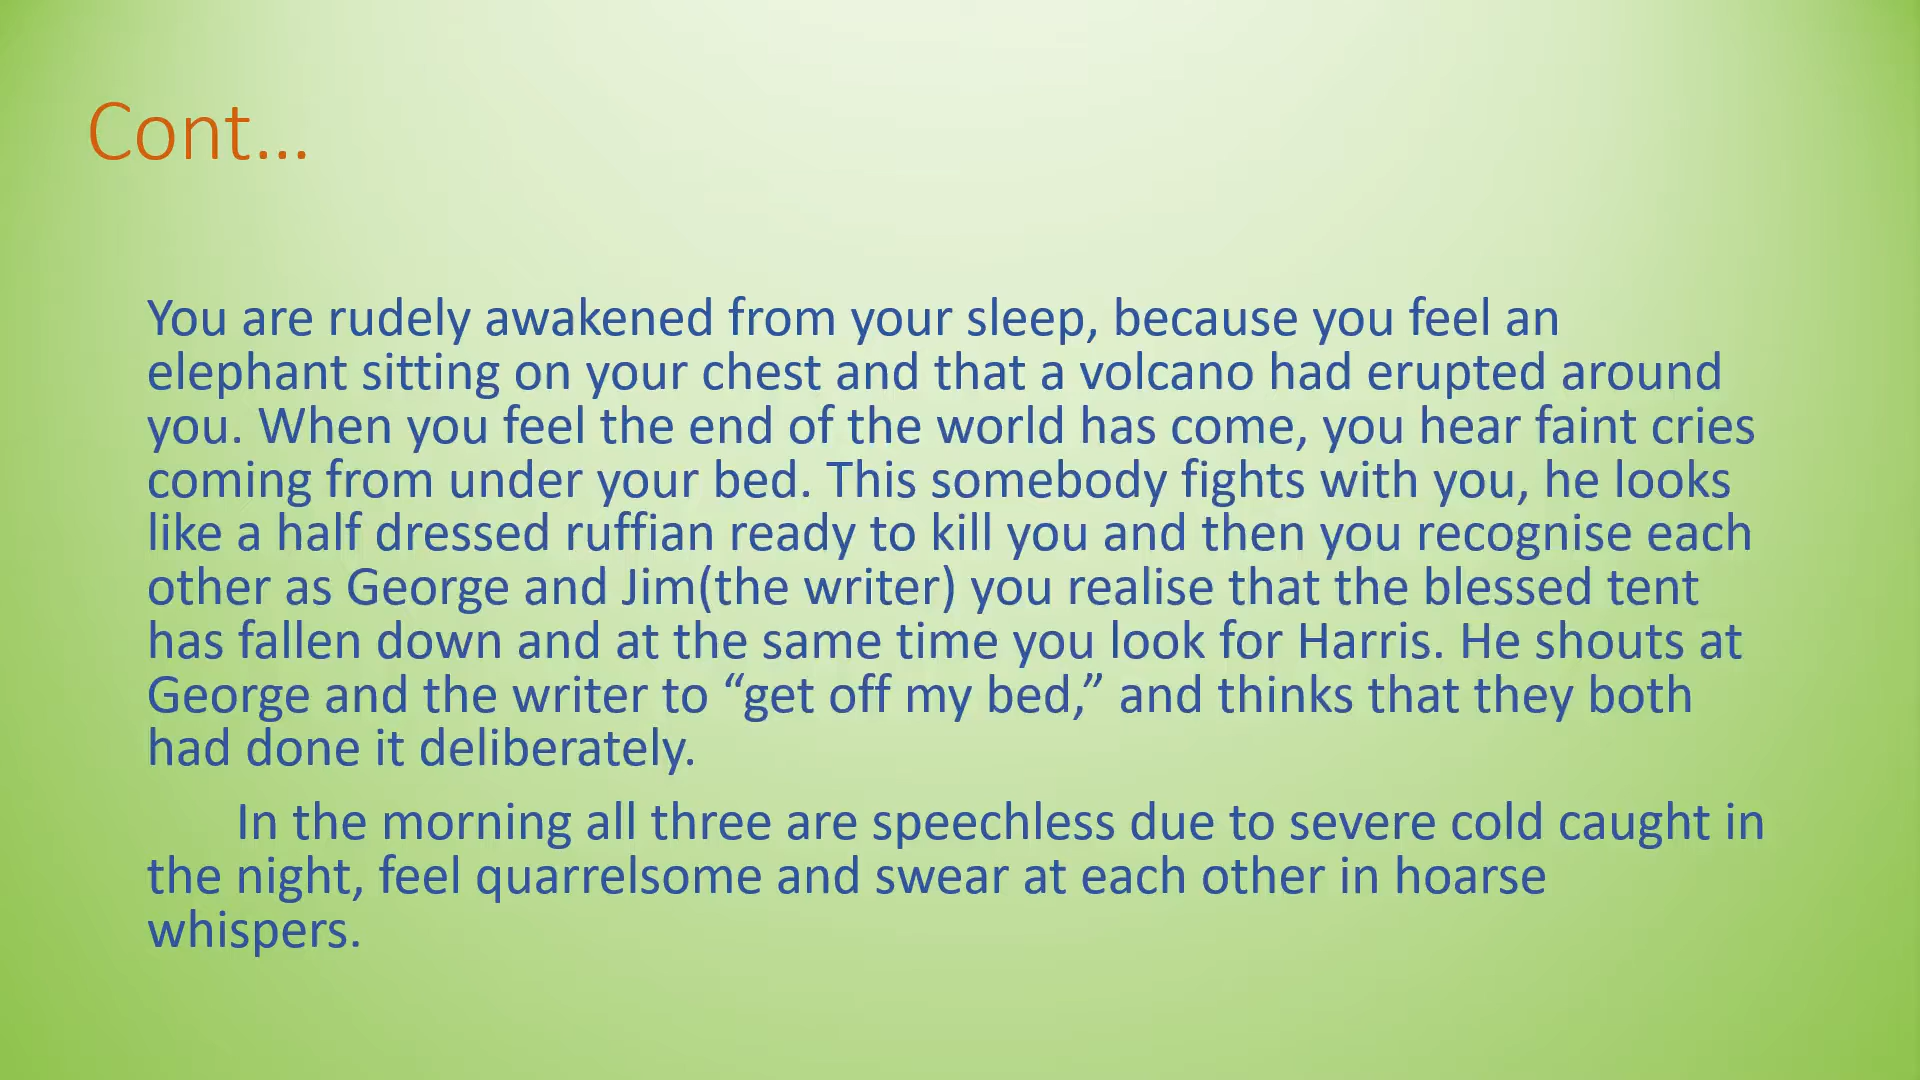 Cont...
You are rudely awakened from your sleep, because you feel an
elephant sitting on your chest and that a volcano had erupted around
you. When you feel the end of the world has come, you hear faint cries
coming from under your bed. This somebody fights with you, he looks
like a half dressed ruffian ready to kill you and then you recognise each
other as George and Jim(the writer) you realise that the blessed tent
has fallen down and at the same time you look for Harris. He shouts at
George and the writer to “get off my bed,” and thinks that they both
had done it deliberately.
In the morning all three are speechless due to severe cold caught in
the night, feel quarrelsome and swear at each other in hoarse
whispers.